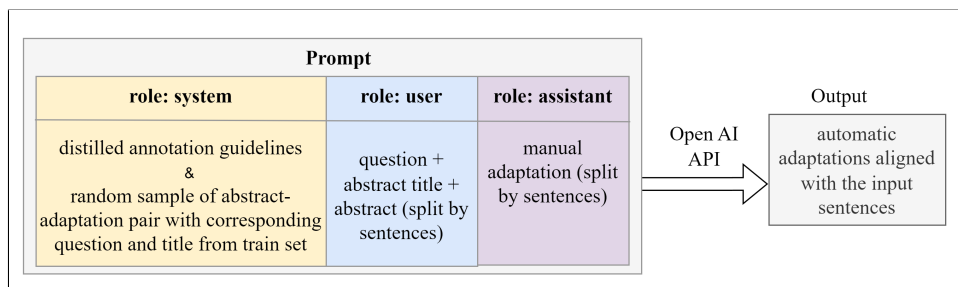 Prompt
role: system
distilled annotation guidelines
&
random sample of abstract-
adaptation pair with corresponding
question and title from train set
role: user
question +
abstract title +
abstract (split by
sentences)
role: assistant
manual
adaptation (split
by sentences)
Open AI
API
Output
automatic
adaptations aligned
with the input
sentences